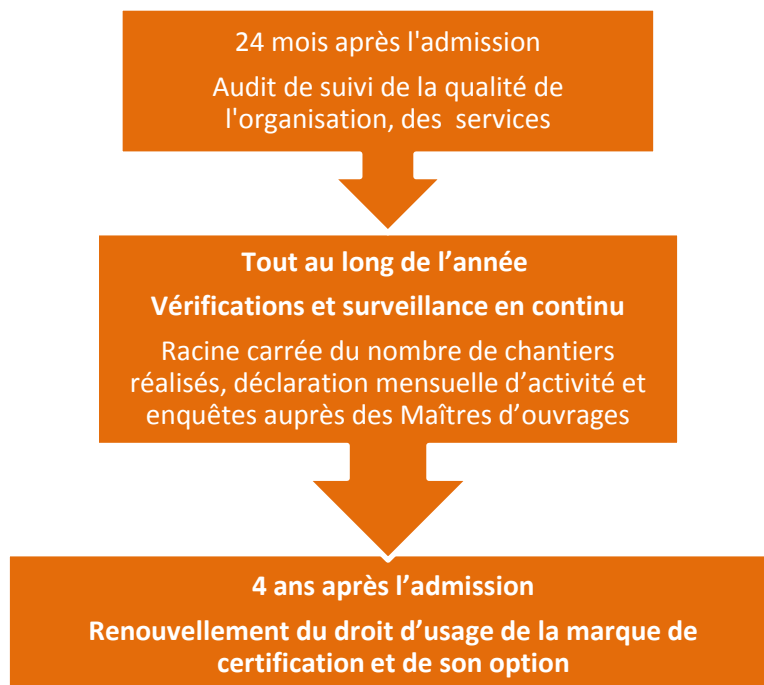 24 mois après l'admission
Audit de suivi de la qualité de
l'organisation, des services
Tout au long de l’année
Vérifications et surveillance en continu
Racine carrée du nombre de chantiers
réalisés, déclaration mensuelle d’activité et
enquêtes auprès des Maîtres d’ouvrages
4 ans après l’admission
Renouvellement du droit d’usage de la marque de
certification et de son option